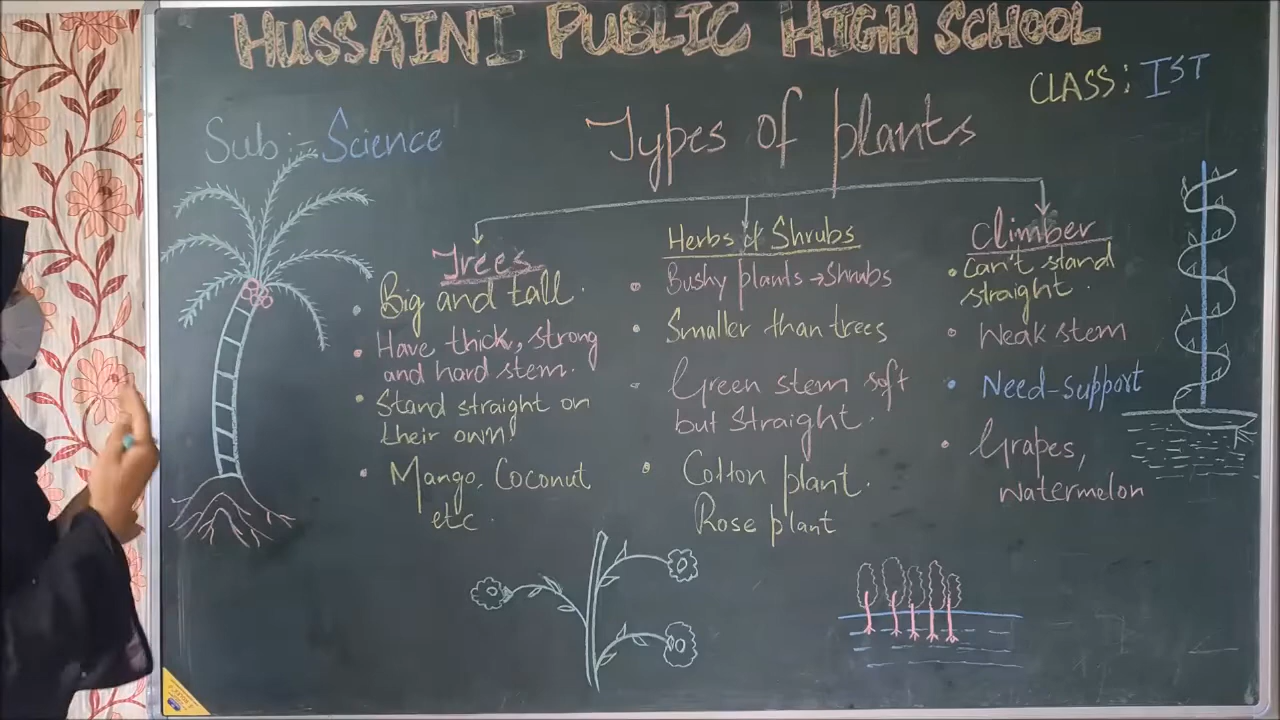 HUSSAINI PUBLIC HIGH SCHOOL
CLASS: IST
Sub:- Science
Types of plants
Trees
Big and tall.
Have thick, strong
and hard stem.
Stand straight on
their own.
Mango, Coconut
etc.
Herbs & Shrubs
Bushy plants → Shrubs
Smaller than trees
Green stem soft
but straight.
Cotton plant.
Rose plant
Climber
Can't stand
straight.
Weak stem
Need-support
Grapes,
watermelon